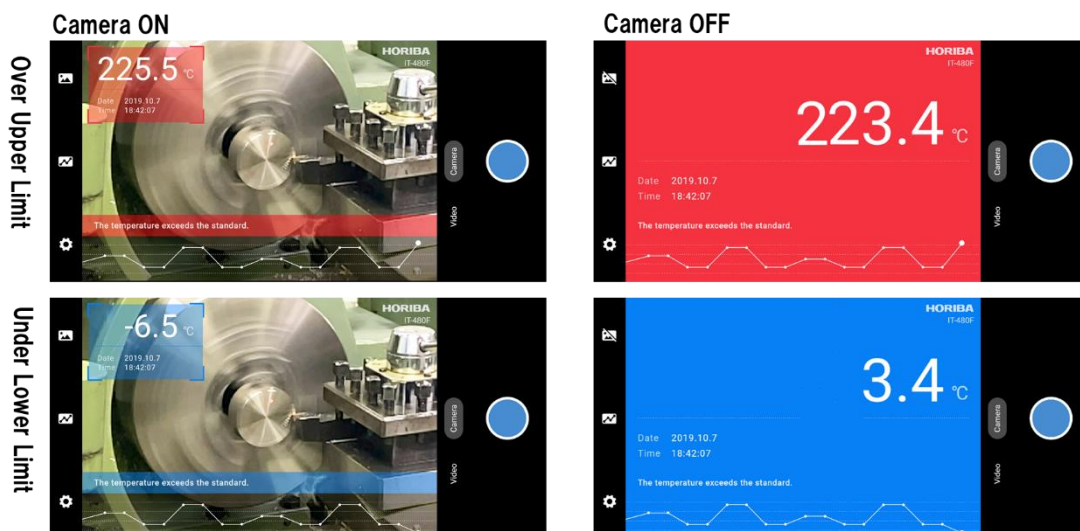 Camera ON
Camera OFF
Over Upper Limit
225.5 °C
Date 2019.10.7
Time 18:42:07
HORIBA
IT-480F
Camera
Video
The temperature exceeds the standard.
HORIBA
IT-480F
223.4 °C
Date 2019.10.7
Time 18:42:07
Camera
Video
The temperature exceeds the standard.
Under Lower Limit
-6.5 °C
Date 2019.10.7
Time 18:42:07
HORIBA
IT-480F
Camera
Video
The temperature exceeds the standard.
HORIBA
IT-480F
3.4 °C
Date 2019.10.7
Time 18:42:07
Camera
Video
The temperature exceeds the standard.